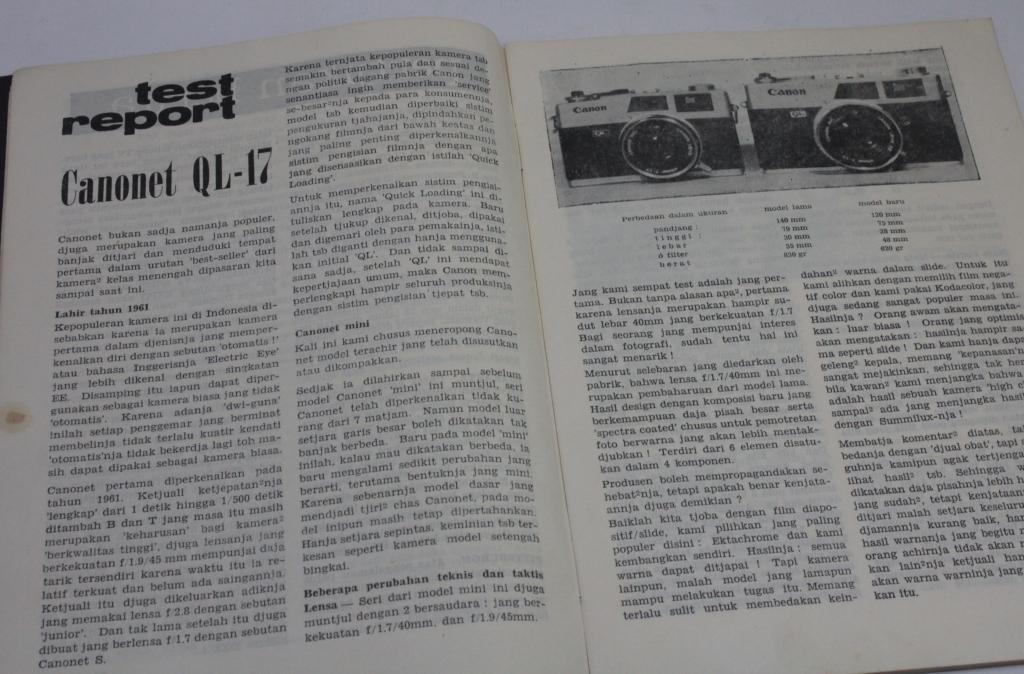 test
report
Canonet QL-17
Canonet bukan sadja namanja populer,
djuga merupakan kamera jang paling
banjak ditjari dan menduduki tempat
pertama dalam urutan 'best-seller' dari
kamera² kelas menengah dipasaran kita
sampai saat ini.
Lahir tahun 1961
Kepopuleran kamera ini di Indonesia di-
sebabkan karena ia merupakan kamera
pertama dalam djenisnja jang memper-
kenalkan diri dengan sebutan 'otomatis !'
atau bahasa Inggerisnja 'Electric Eye'
jang lebih dikenal dengan singkatan
EE. Disamping itu lapun dapat diper-
gunakan sebagai kamera biasa jang tidak
'otomatis'. Karena adanja 'dwi-guna'
inilah setiap penggemar jang berminat
membelinja tidak terlalu kuatir kendati
'otomatis'nja tidak bekerdja lagi toh ma-
sih dapat dipakai sebagai kamera biasa.
Canonet pertama diperkenalkan pada
tahun 1961. Ketjuali ketjepatan²nja
'lengkap' dari 1 detik hingga 1/500 detik
ditambah B dan T jang masa itu masih
merupakan 'keharusan' bagi kamera²
'berkwalitas tinggi', djuga lensanja jang
berkekuatan f 1.9/45 mm mempunjai daja
tarik tersendiri karena waktu itu ia re-
latif terkuat dan belum ada saingannja.
Ketjuali itu djuga dikeluarkan adiknja
jang memakai lensa f 2.8 dengan sebutan
'junior'. Dan tak lama setelah itu djuga
dibuat jang berlensa f/1.7 dengan sebutan
Canonet S.
Karena ternjata kepopuleran kamera tsb
semakin bertambah pula dan sesuai de-
ngan politik dagang pabrik Canon jang
senantiasa ingin memberikan 'service'
se-besar²nja kepada para konsumennja,
model tab kemudian diperbaiki sistim
pengukuran tjahajanja, dipindahkan pe-
ngokang filmnja dari bawah keatas dan
jang paling penting diperkenalkannja
sistim pengisian filmnja dengan apa
jang disensasikan dengan istilah 'Quick
Loading'.
Untuk memperkenalkan sistim pengisi-
annja itu, nama 'Quick Loading' ini di-
tuliskan lengkap pada kamera. Baru
setelah tjukup dikenal, ditjoba, dipakai
dan digemari oleh para pemakainja, isti-
lah tsb diganti dengan hanja mengguna-
kan initial 'QL'. Dan tidak sampai di-
sana sadja, setelah 'QL' ini mendapat
kepertjajaan umum, maka Canon mem-
perlengkapi hampir seluruh produksinja
dengan sistim pengisian tjepat tsb.
Canonet mini
Kali ini kami chusus meneropong Cano-
net model terachir jang telah disusutkan
atau dikompakkan.
Sedjak ia dilahirkan sampai sebelum
model Canonet 'mini' ini muntjul, seri
Canonet telah diperkenalkan tidak ku-
rang dari 7 matjam. Namun model luar
setjara garis besar boleh dikatakan tak
banjak berbeda. Baru pada model 'mini'
inilah, kalau mau dikatakan berbeda, ia
baru mengalami sedikit perubahan jang
berarti, terutama bentuknja jang mini.
Karena sebenarnja model dasar jang
mendjadi tjiri² chas Canonet, pada mo-
del inipun masih tetap dipertahankan.
Hanja setjara sepintas, keminian tsb ter-
kesan seperti kamera model setengah
bingkai.
Beberapa perubahan teknis dan taktis
Lensa — Seri dari model mini ini djuga
muntjul dengan 2 bersaudara : jang ber-
kekuatan f/1.7/40mm. dan f/1.9/45mm.
Canon
Canon
Perbedaan dalam ukuran model lama model baru
pandjang : 140 mm 120 mm
tinggi : 79 mm 75 mm
lebar
ö filter 55 mm 48 mm
berat 830 gr 620 gr
Jang kami sempat test adalah jang per-
tama. Bukan tanpa alasan apa², pertama
karena lensanja merupakan hampir su-
dut lebar 40mm jang berkekuatan f/1.7
Bagi seorang jang mempunjai interes
dalam fotografi, sudah tentu hal ini
sangat menarik !
Menurut selebaran jang diedarkan oleh
pabrik, bahwa lensa f/1.7/40mm ini me-
rupakan pembaharuan dari model lama.
Hasil design dengan komposisi baru jang
berkemampuan daja pisah besar serta
'spectra coated' chusus untuk pemotretan
foto berwarna jang akan lebih mentak-
djubkan ! Terdiri dari 6 elemen disatu-
kan dalam 4 komponen.
Produsen boleh mempropagandakan se-
hebat²nja, tetapi apakah benar kenjata-
annja djuga demikian ?
Baiklah kita tjoba dengan film diapo-
sitif/slide, kami pilihkan jang paling
populer disini : Ektachrome dan kami
kembangkan sendiri. Hasilnja : semua
warna dapat ditjapai ! Tapi kamera
lainpun, malah model jang lamapun
mampu melakukan tugas itu. Memang
terlalu sulit untuk membedakan kein-
dahan² warna dalam slide. Untuk itu
kami alihkan dengan memilih film nega-
tif color dan kami pakai Kodacolor, jang
djuga sedang sangat populer masa ini.
Hasilnja ? Orang awam akan mengata-
kan : luar biasa ! Orang jang optimis
akan mengatakan : hasilnja hampir sa-
ma seperti slide ! Dan kami hanja dapa
geleng² kepala, memang 'kepanasan'n
sangat mejakinkan, sehingga tak he
bila kawan² kami menjangka bahwa
adalah hasil sebuah kamera 'high c
sampai² ada jang menjangka hasil
dengan Summilux-nja !
Membatja komentar² diatas, ta
bedanja dengan 'djual obat', tapi
guhnja kamipun agak tertjenga
lihat hasil² tsb. Sehingga w
dikatakan daja pisahnja lebih h
jang sudah², tetapi kenjataan
ditjari malah setjara keselur
djamannja kurang baik, han
hasil warnanja jang begitu
orang achirnja tidak akan
kan lain²nja ketjuali han
akan warna warninja jang
kan itu.